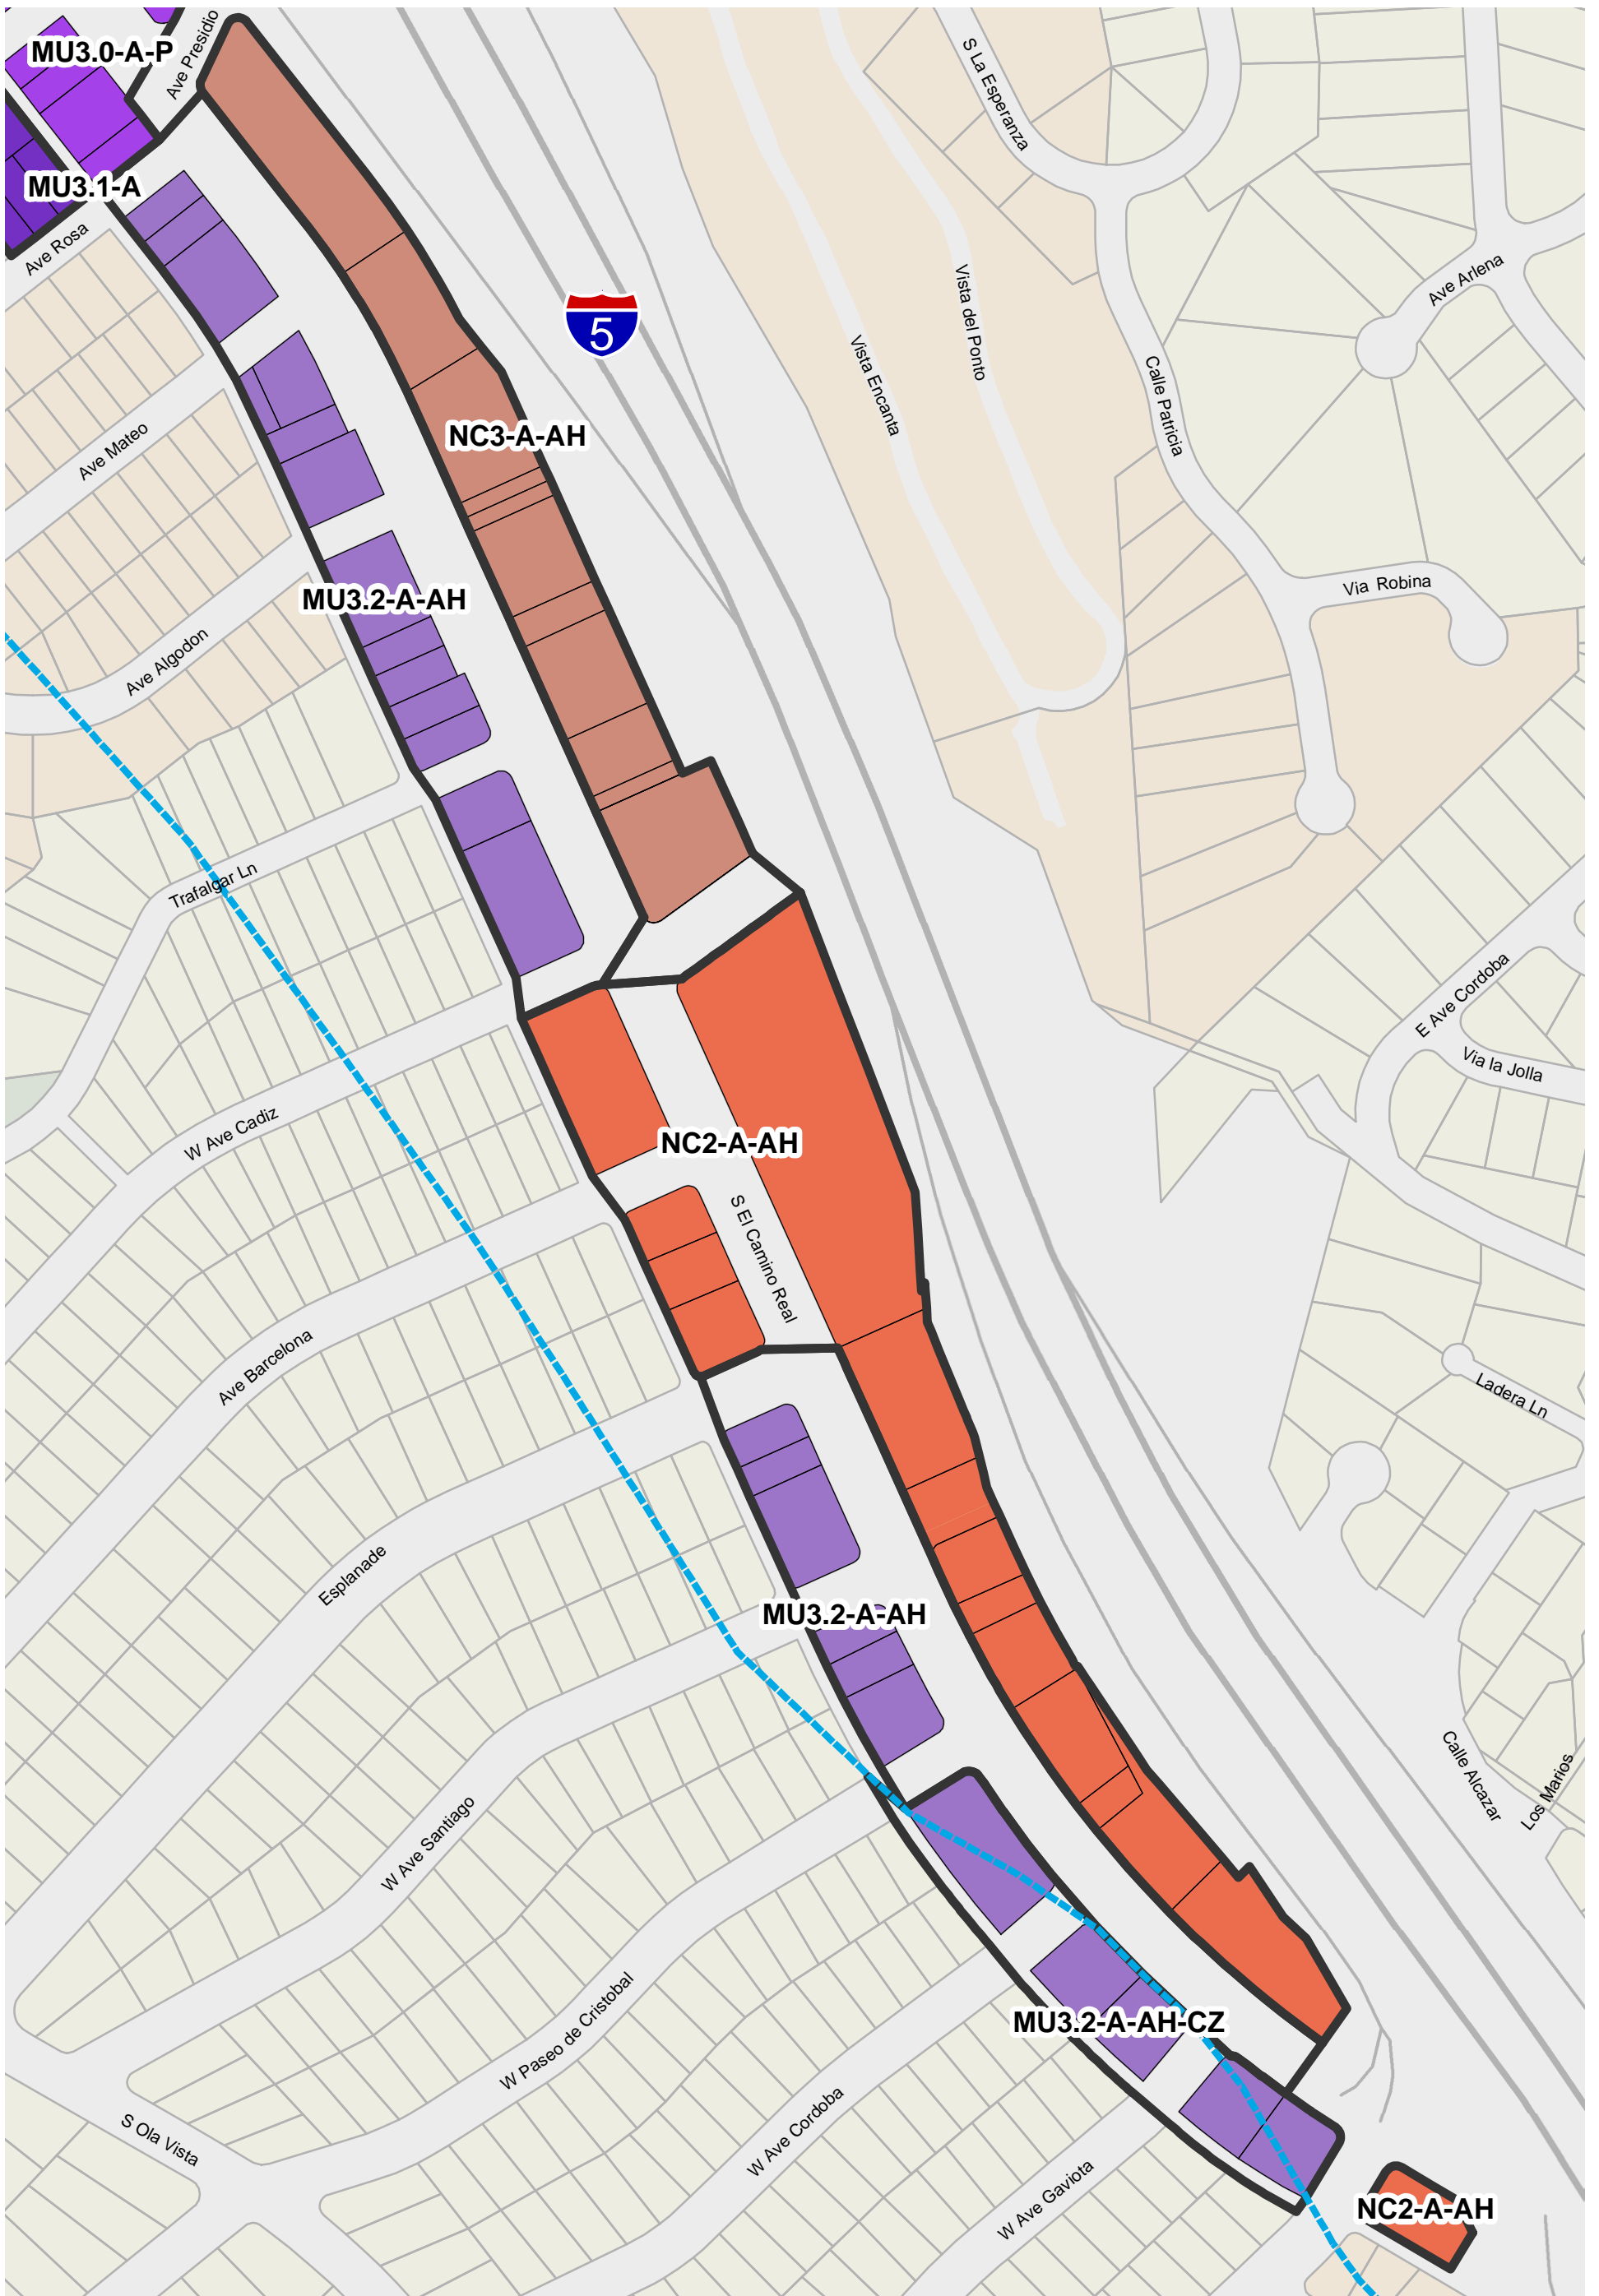 MU3.0-A-P
Ave Presidio
S La Esperanza
MU3.1-A
Ave Rosa
Ave Arlena
Vista del Ponto
5
Vista Encanta
Calle Patricia
Ave Mateo
NC3-A-AH
Via Robina
MU3.2-A-AH
Ave Algodon
Trafalgar Ln
E Ave Cordoba
Via la Jolla
W Ave Cadiz
NC2-A-AH
S El Camino Real
Ave Barcelona
Ladera Ln
Esplanade
MU3.2-A-AH
Calle Alcazar
Los Marios
W Ave Santiago
W Paseo de Cristobal
MU3.2-A-AH-CZ
S Ola Vista
W Ave Cordoba
W Ave Gaviota
NC2-A-AH